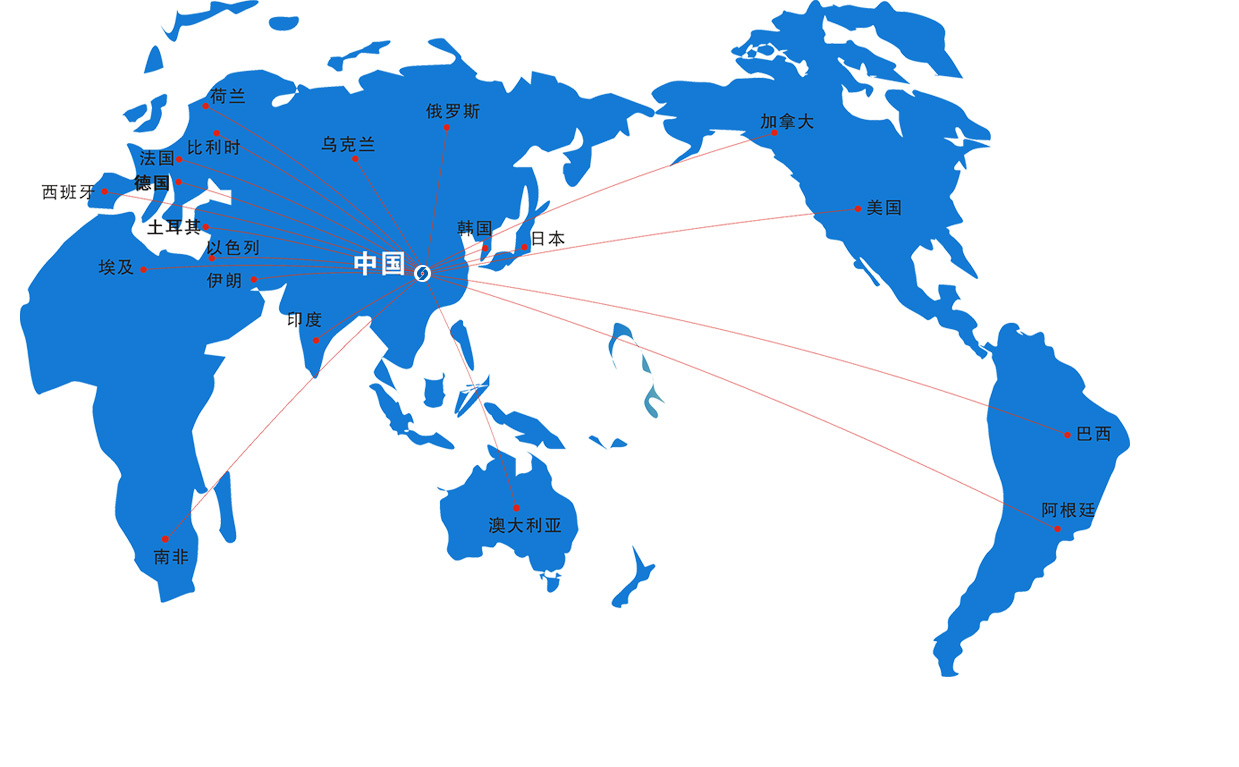 荷兰
俄罗斯
加拿大
比利时
乌克兰
法国
德国
西班牙
美国
土耳其
韩国
日本
以色列
中国
埃及
伊朗
印度
巴西
阿根廷
澳大利亚
南非